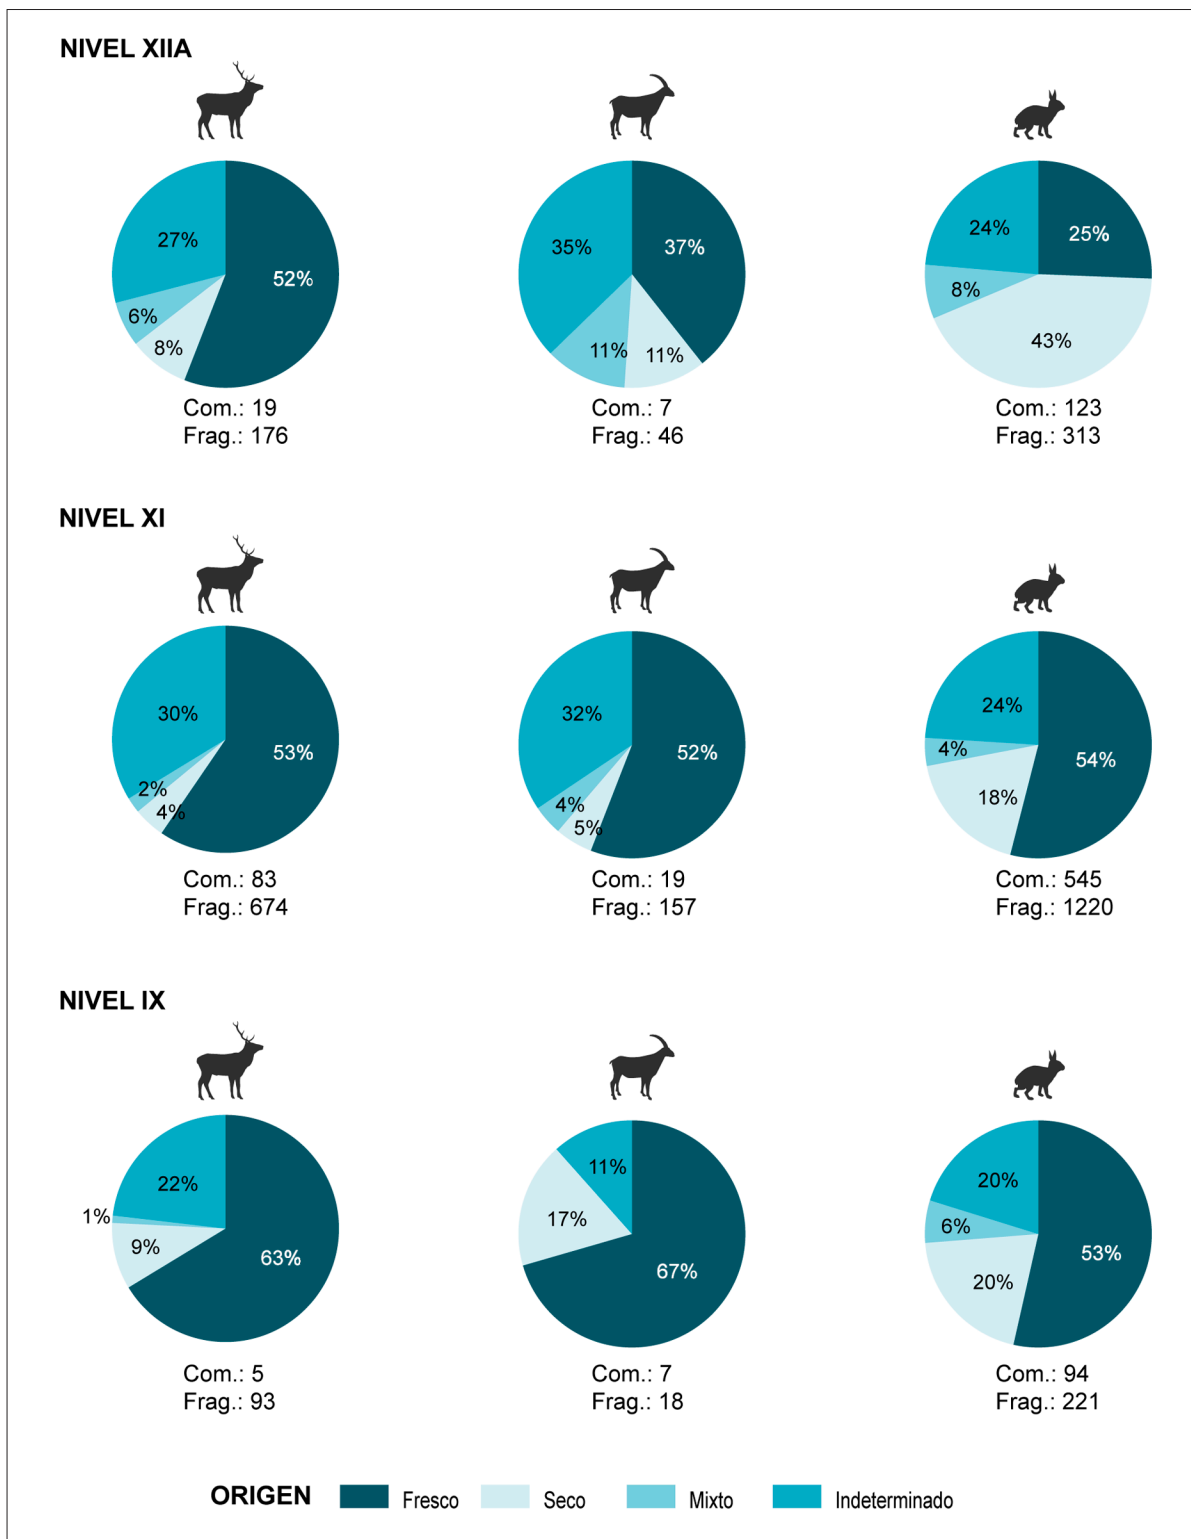 NIVEL XIIA
27%
52%
6%
8%
35%
37%
11%
11%
24%
25%
8%
43%
Com.: 19
Frag.: 176
Com.: 7
Frag.: 46
Com.: 123
Frag.: 313
NIVEL XI
30%
53%
2%
4%
32%
52%
4%
5%
24%
4%
54%
18%
Com.: 83
Frag.: 674
Com.: 19
Frag.: 157
Com.: 545
Frag.: 1220
NIVEL IX
22%
1%
9%
63%
11%
17%
67%
20%
6%
53%
20%
Com.: 5
Frag.: 93
Com.: 7
Frag.: 18
Com.: 94
Frag.: 221
ORIGEN Fresco Seco Mixto Indeterminado